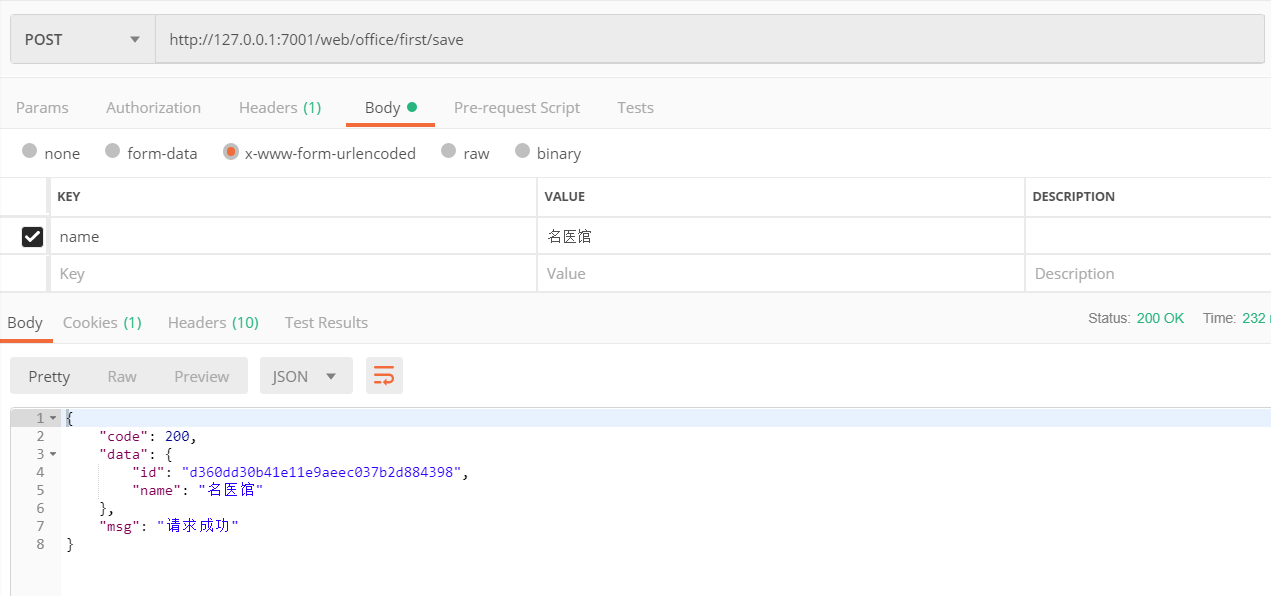 POST http://127.0.0.1:7001/web/office/first/save
Params Authorization Headers (1) Body Pre-request Script Tests
none form-data x-www-form-urlencoded raw binary
KEY VALUE DESCRIPTION
name 名医馆
Key Value Description
Body Cookies (1) Headers (10) Test Results Status: 200 OK Time: 232
Pretty Raw Preview JSON
1 {
2 "code": 200,
3 "data": {
4 "id": "d360dd30b41e11e9aeec037b2d884398",
5 "name": "名医馆"
6 },
7 "msg": "请求成功"
8 }